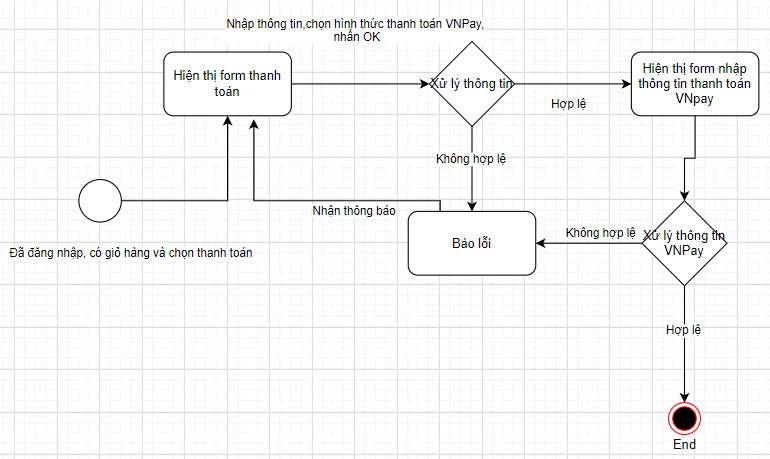 Nhập thông tin,chọn hình thức thanh toán VNPay,
nhấn OK
Hiện thị form thanh
toán
Xử lý thông tin
Hợp lệ
Hiện thị form nhập
thông tin thanh toán
VNpay
Không hợp lệ
Nhận thông báo
Báo lỗi
Không hợp lệ
Xử lý thông tin
VNPay
Đã đăng nhập, có giỏ hàng và chọn thanh toán
Hợp lệ
End